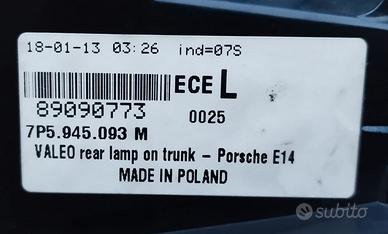 18-01-13 03:26 ind=07S
ECE L
89090773 0025
7P5.945.093 M
VALEO rear lamp on trunk – Porsche E14
MADE IN POLAND
subito